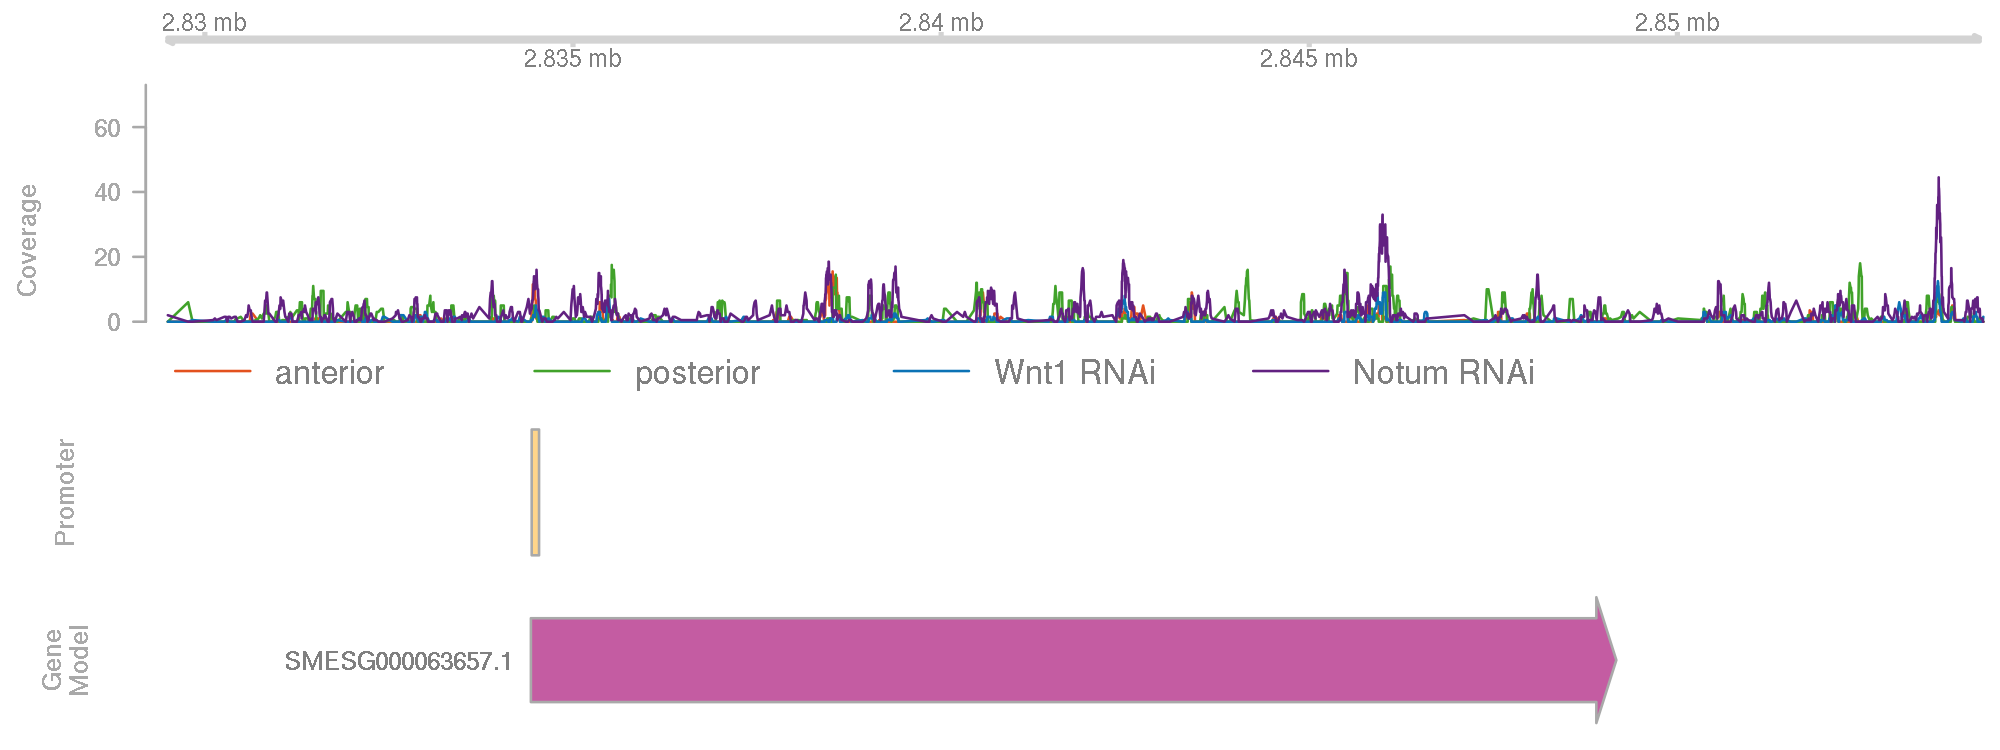 2.83 mb
2.84 mb
2.85 mb
2.835 mb
2.845 mb
Coverage
60
40
20
0
anterior
posterior
Wnt1 RNAi
Notum RNAi
Promoter
Gene
Model
SMESG000063657.1